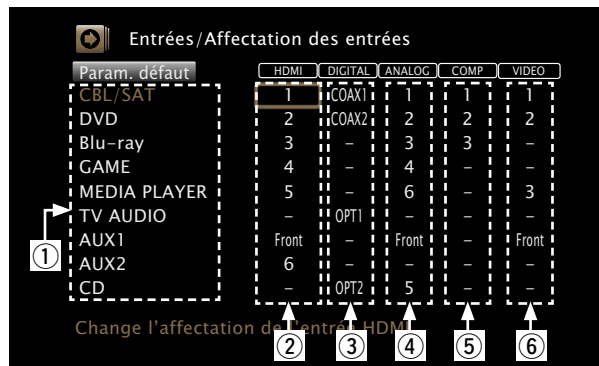 Entrées/Affectation des entrées
Param. défaut HDMI DIGITAL ANALOG COMP VIDEO
CBL/SAT 1 COAX1 1 1 1
DVD 2 COAX2 2 2 2
Blu-ray 3 – 3 3 –
GAME 4 – 4 – –
MEDIA PLAYER 5 – 6 – 3
TV AUDIO – OPT1 – – –
AUX1 Front – Front – Front
AUX2 6 – – – –
CD – OPT2 5 – –
Change l'affectation de l'entrée HDMI
① ② ③ ④ ⑤ ⑥